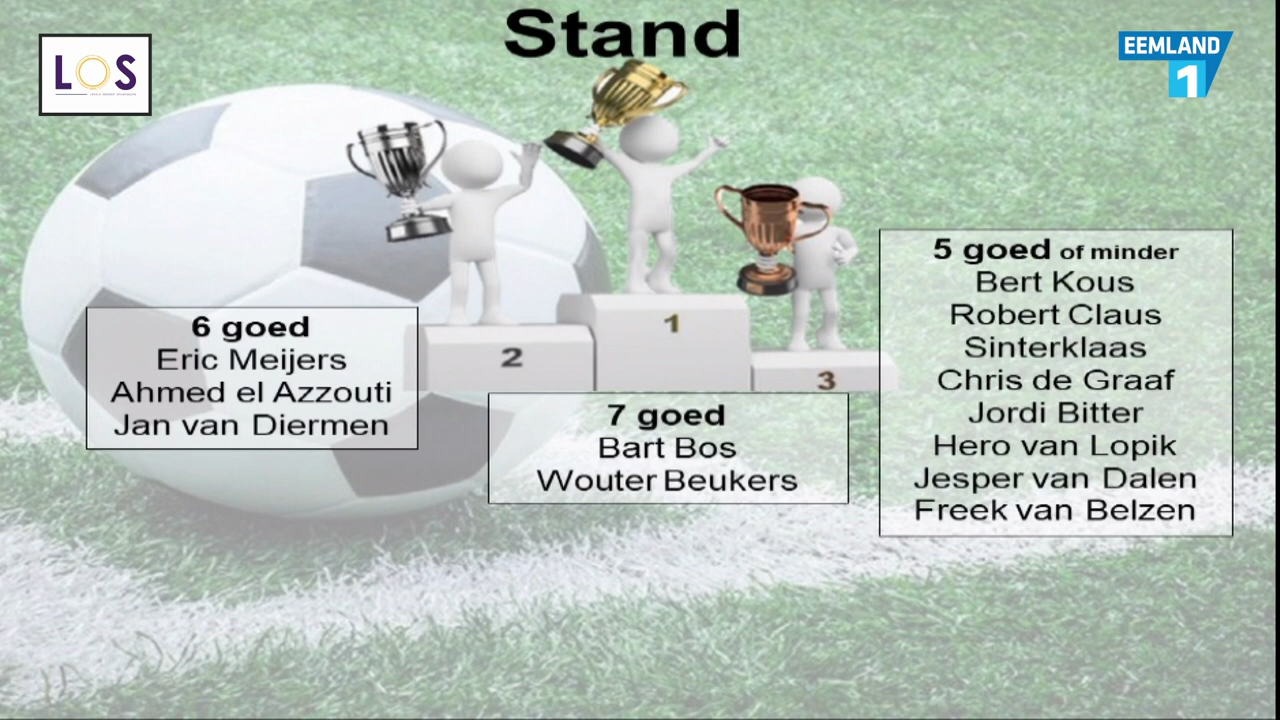 Stand
LOS
EEMLAND
1
1
2
3
6 goed
Eric Meijers
Ahmed el Azzouti
Jan van Diermen
7 goed
Bart Bos
Wouter Beukers
5 goed of minder
Bert Kous
Robert Claus
Sinterklaas
Chris de Graaf
Jordi Bitter
Hero van Lopik
Jesper van Dalen
Freek van Belzen